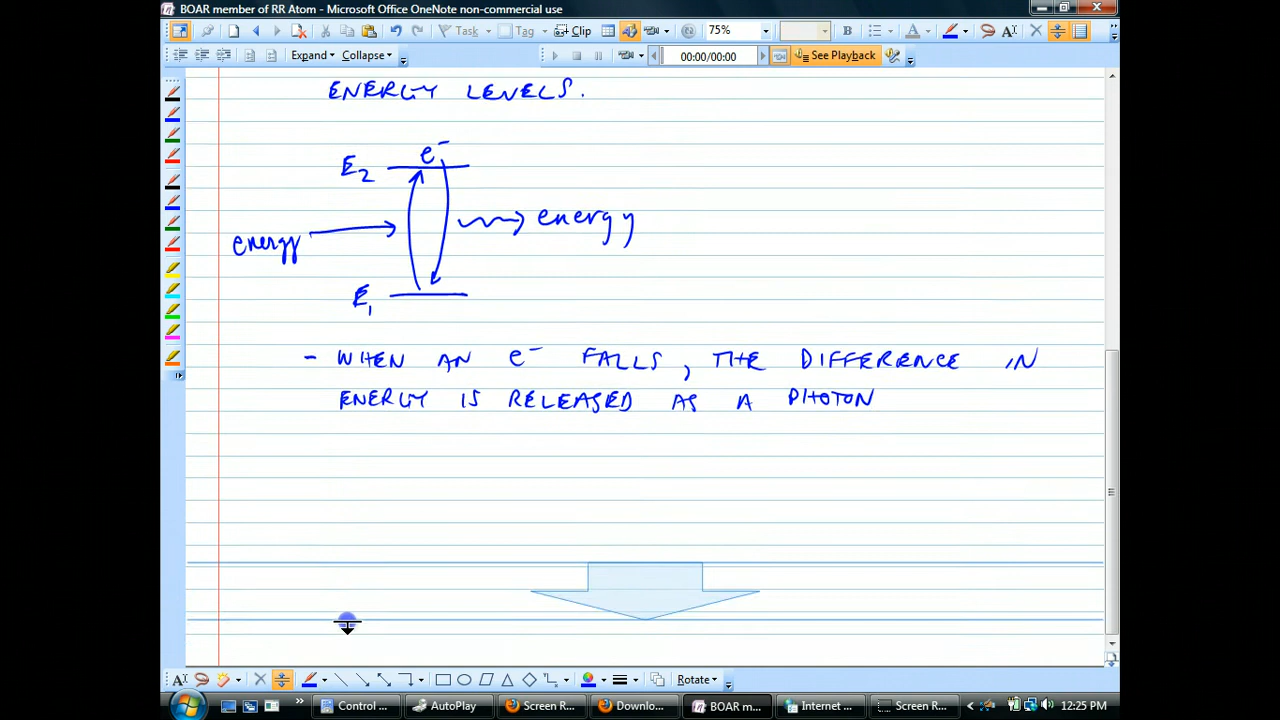 BOAR member of RR Atom - Microsoft Office OneNote non-commercial use
Task Tag Clip 75% B A A
Expand Collapse 00:00/00:00 See Playback
ENERGY LEVELS.
E2 e-
energy energy
E1
- WHEN AN e- FALLS, THE DIFFERENCE IN
ENERGY IS RELEASED AS A PHOTON
A Rotate
Control ... AutoPlay Screen R... Downlo... BOAR m... Internet ... Screen R... 12:25 PM